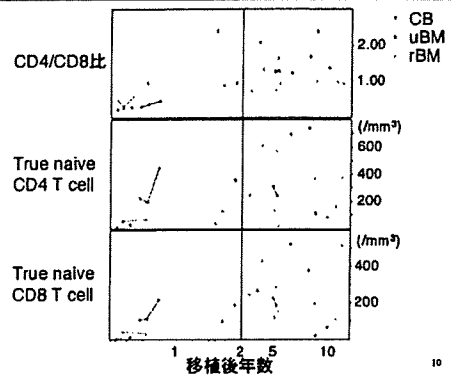 • CB
• uBM
• rBM
CD4/CD8比
2.00
1.00
True naive
CD4 T cell
(/mm³)
600
400
200
True naive
CD8 T cell
(/mm³)
400
200
1 2 5 10
移植後年数
10